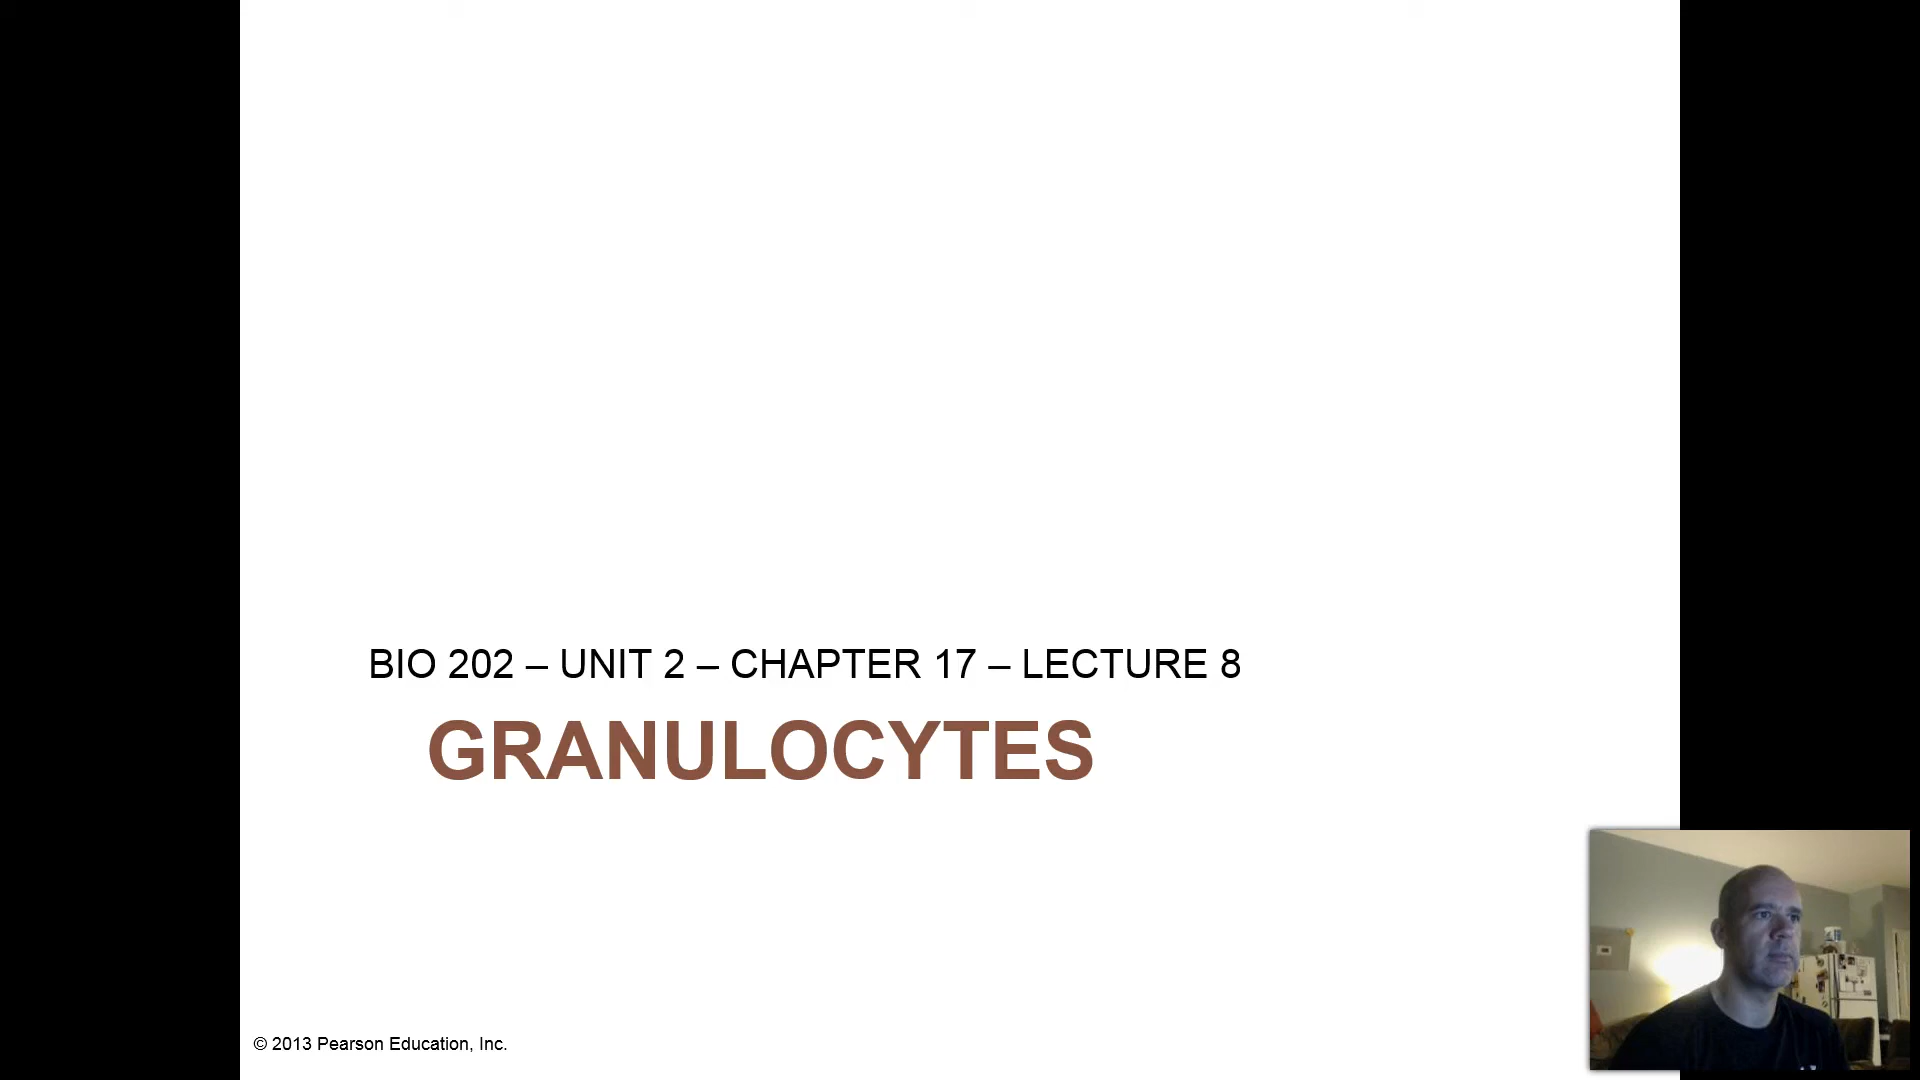 BIO 202 – UNIT 2 – CHAPTER 17 – LECTURE 8
GRANULOCYTES
© 2013 Pearson Education, Inc.